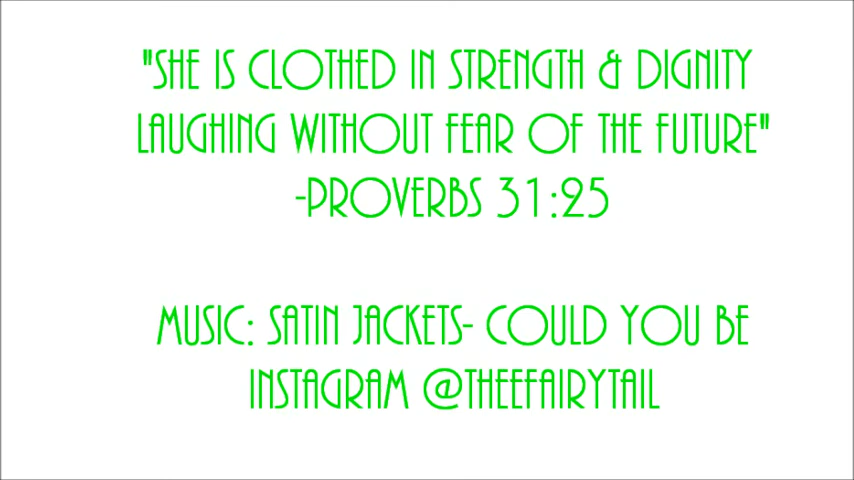 "SHE IS CLOTHED IN STRENGTH & DIGNITY
LAUGHING WITHOUT FEAR OF THE FUTURE"
-PROVERBS 31:25
MUSIC: SATIN JACKETS- COULD YOU BE
INSTAGRAM @THEEFAIRYTAIL